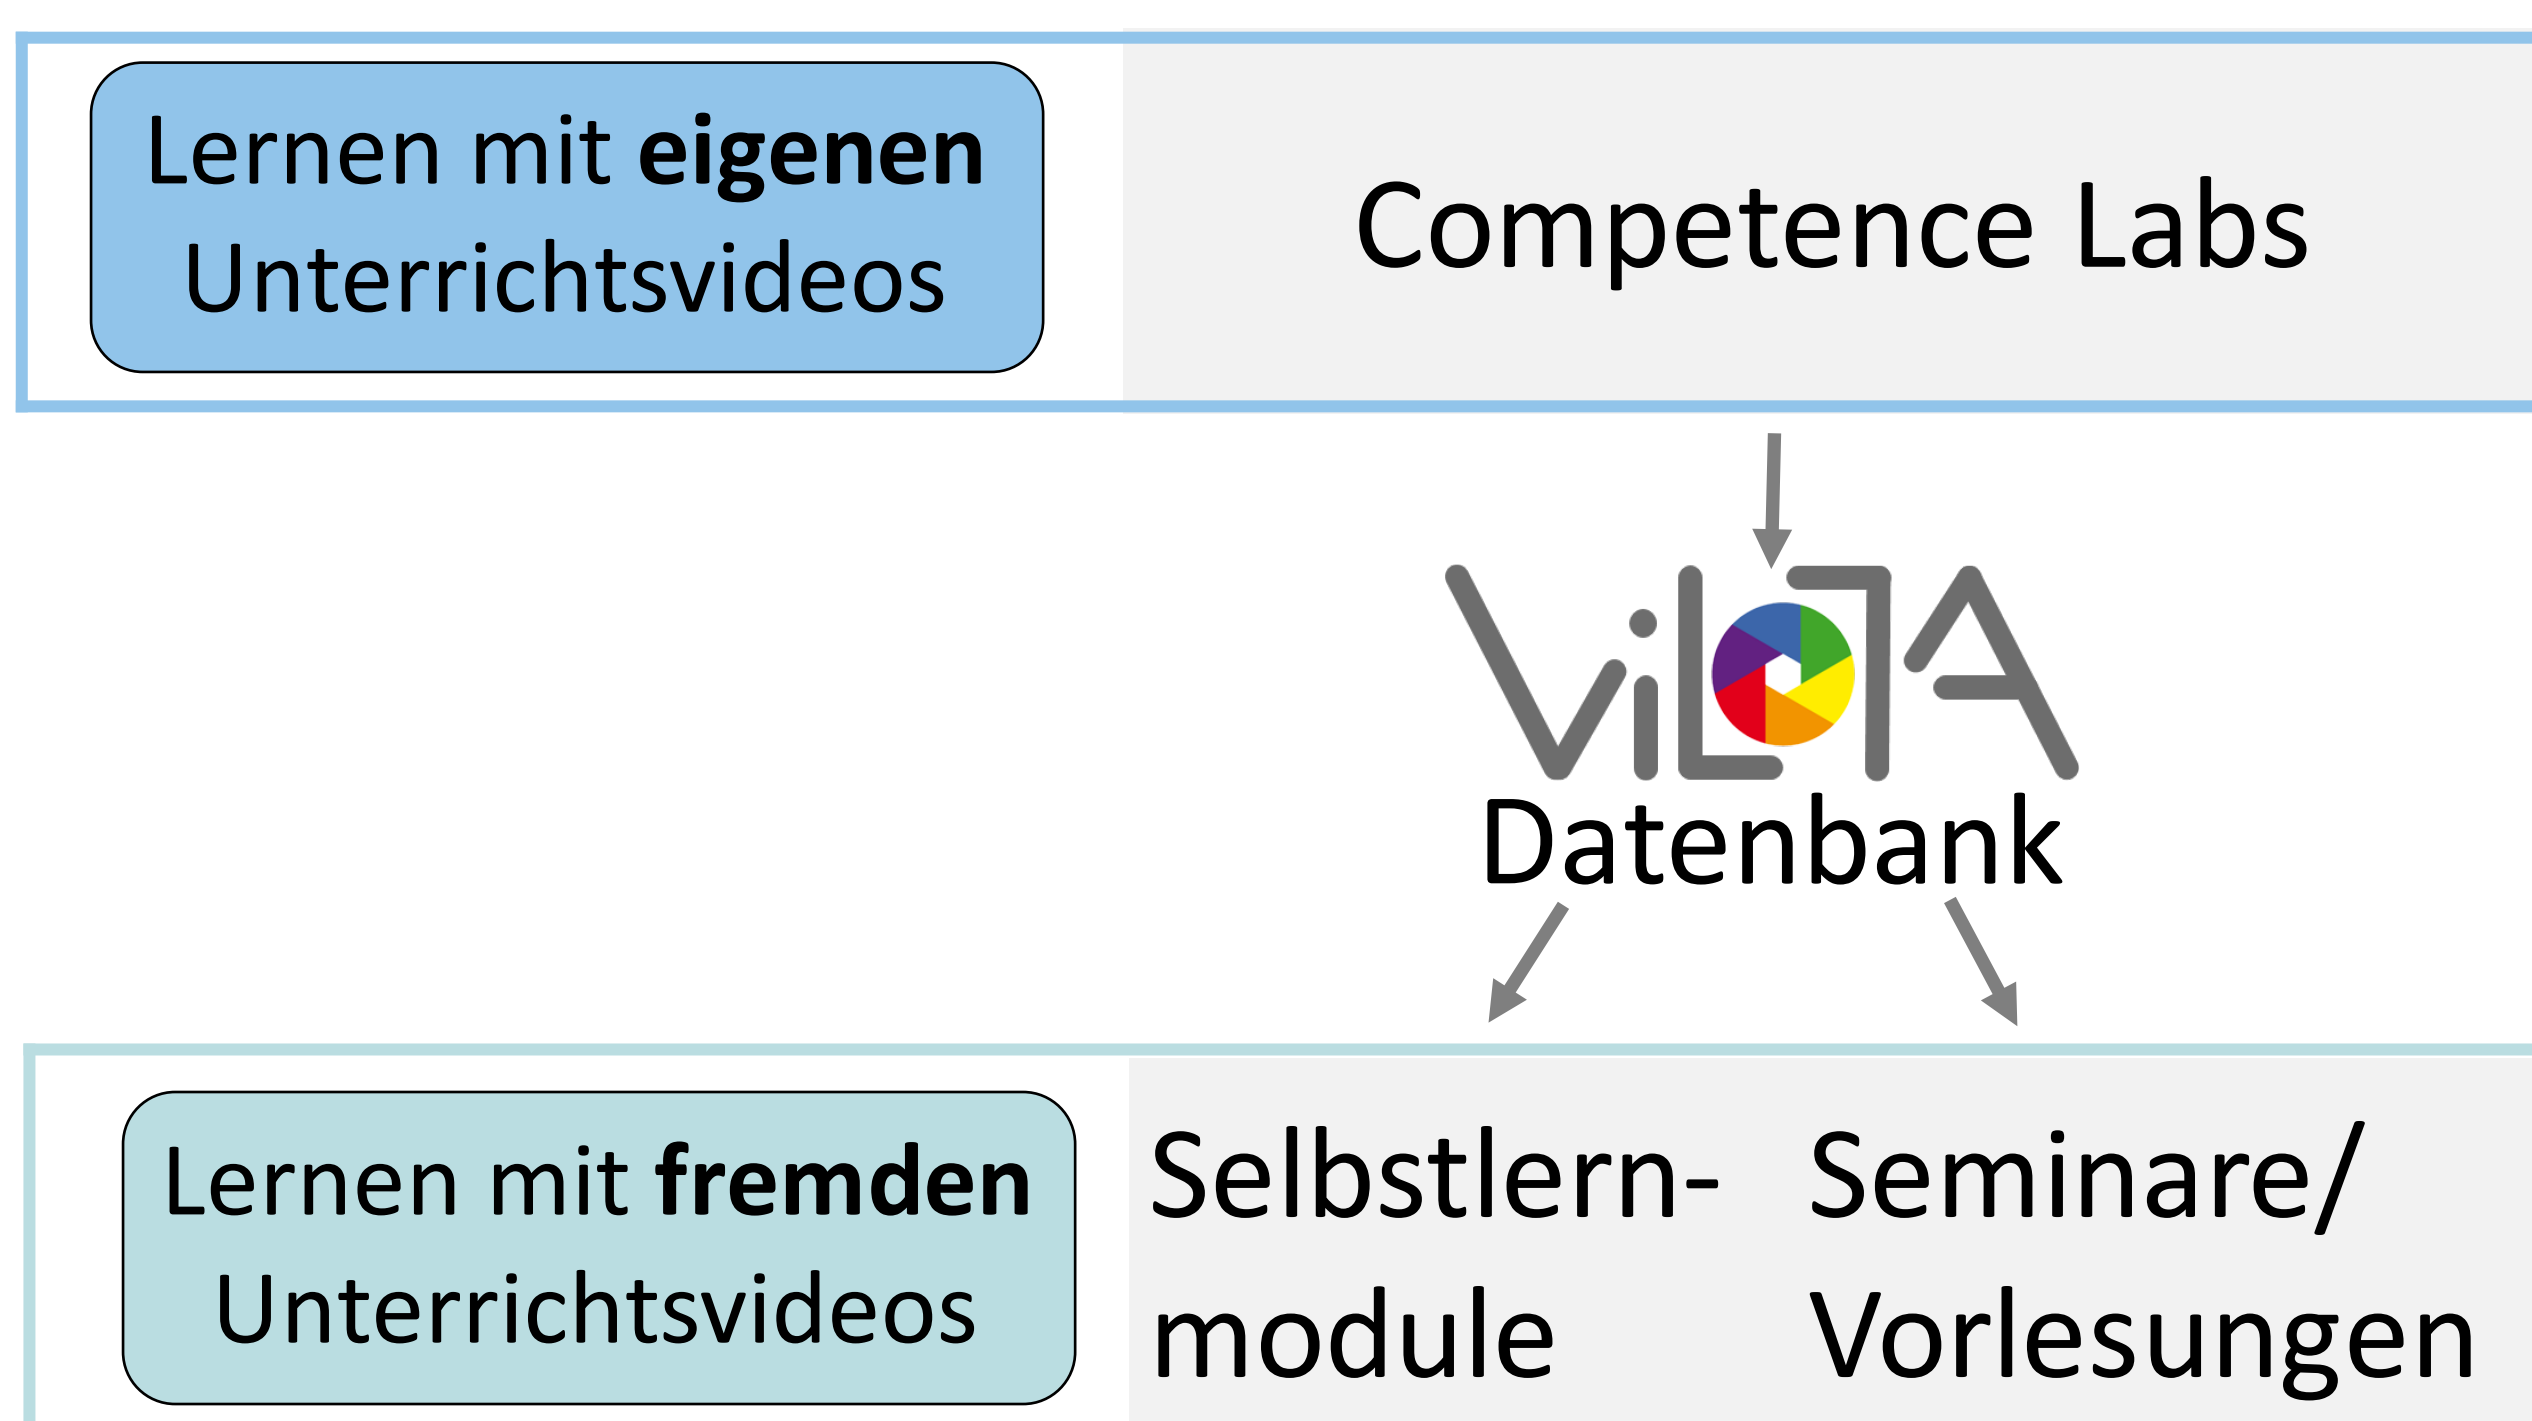 Lernen mit eigenen
Unterrichtsvideos
Competence Labs
ViLLA
Datenbank
Lernen mit fremden
Unterrichtsvideos
Selbstlern-
module
Seminare/
Vorlesungen